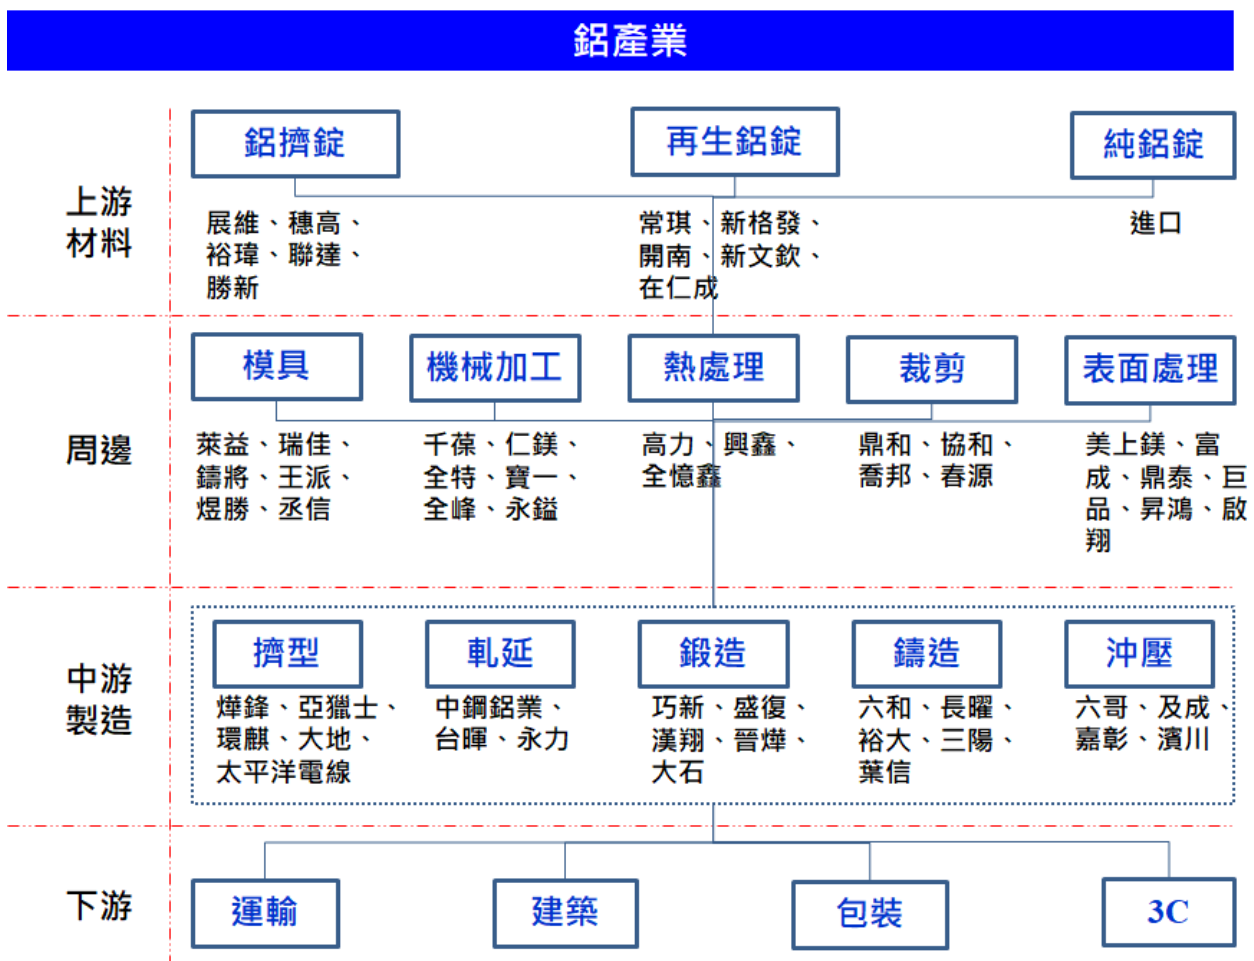 鋁產業
上游
材料
鋁擠錠
展維、穗高、
裕瑋、聯達、
勝新
再生鋁錠
常琪、新格發、
開南、新文欽、
在仁成
純鋁錠
進口
周邊
模具
萊益、瑞佳、
鑄將、王派、
煜勝、丞信
機械加工
千葆、仁鎂、
全特、寶一、
全峰、永鎰
熱處理
高力、興鑫、
全憶鑫
裁剪
鼎和、協和、
喬邦、春源
表面處理
美上鎂、富
成、鼎泰、巨
品、昇鴻、啟
翔
中游
製造
擠型
燁鋒、亞獵士、
環麒、大地、
太平洋電線
軋延
中鋼鋁業、
台暉、永力
鍛造
巧新、盛復、
漢翔、晉燁、
大石
鑄造
六和、長曜、
裕大、三陽、
葉信
沖壓
六哥、及成、
嘉彰、濱川
下游
運輸
建築
包裝
3C